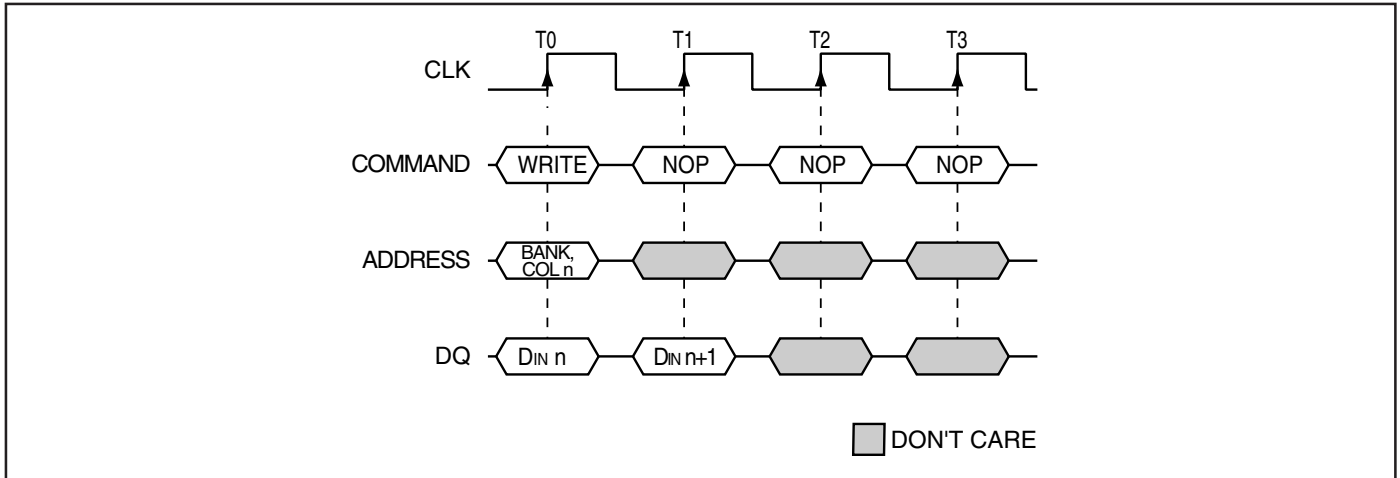 T0 T1 T2 T3
CLK
COMMAND WRITE NOP NOP NOP
ADDRESS BANK,
COL n
DQ DIN n DIN n+1
DON'T CARE